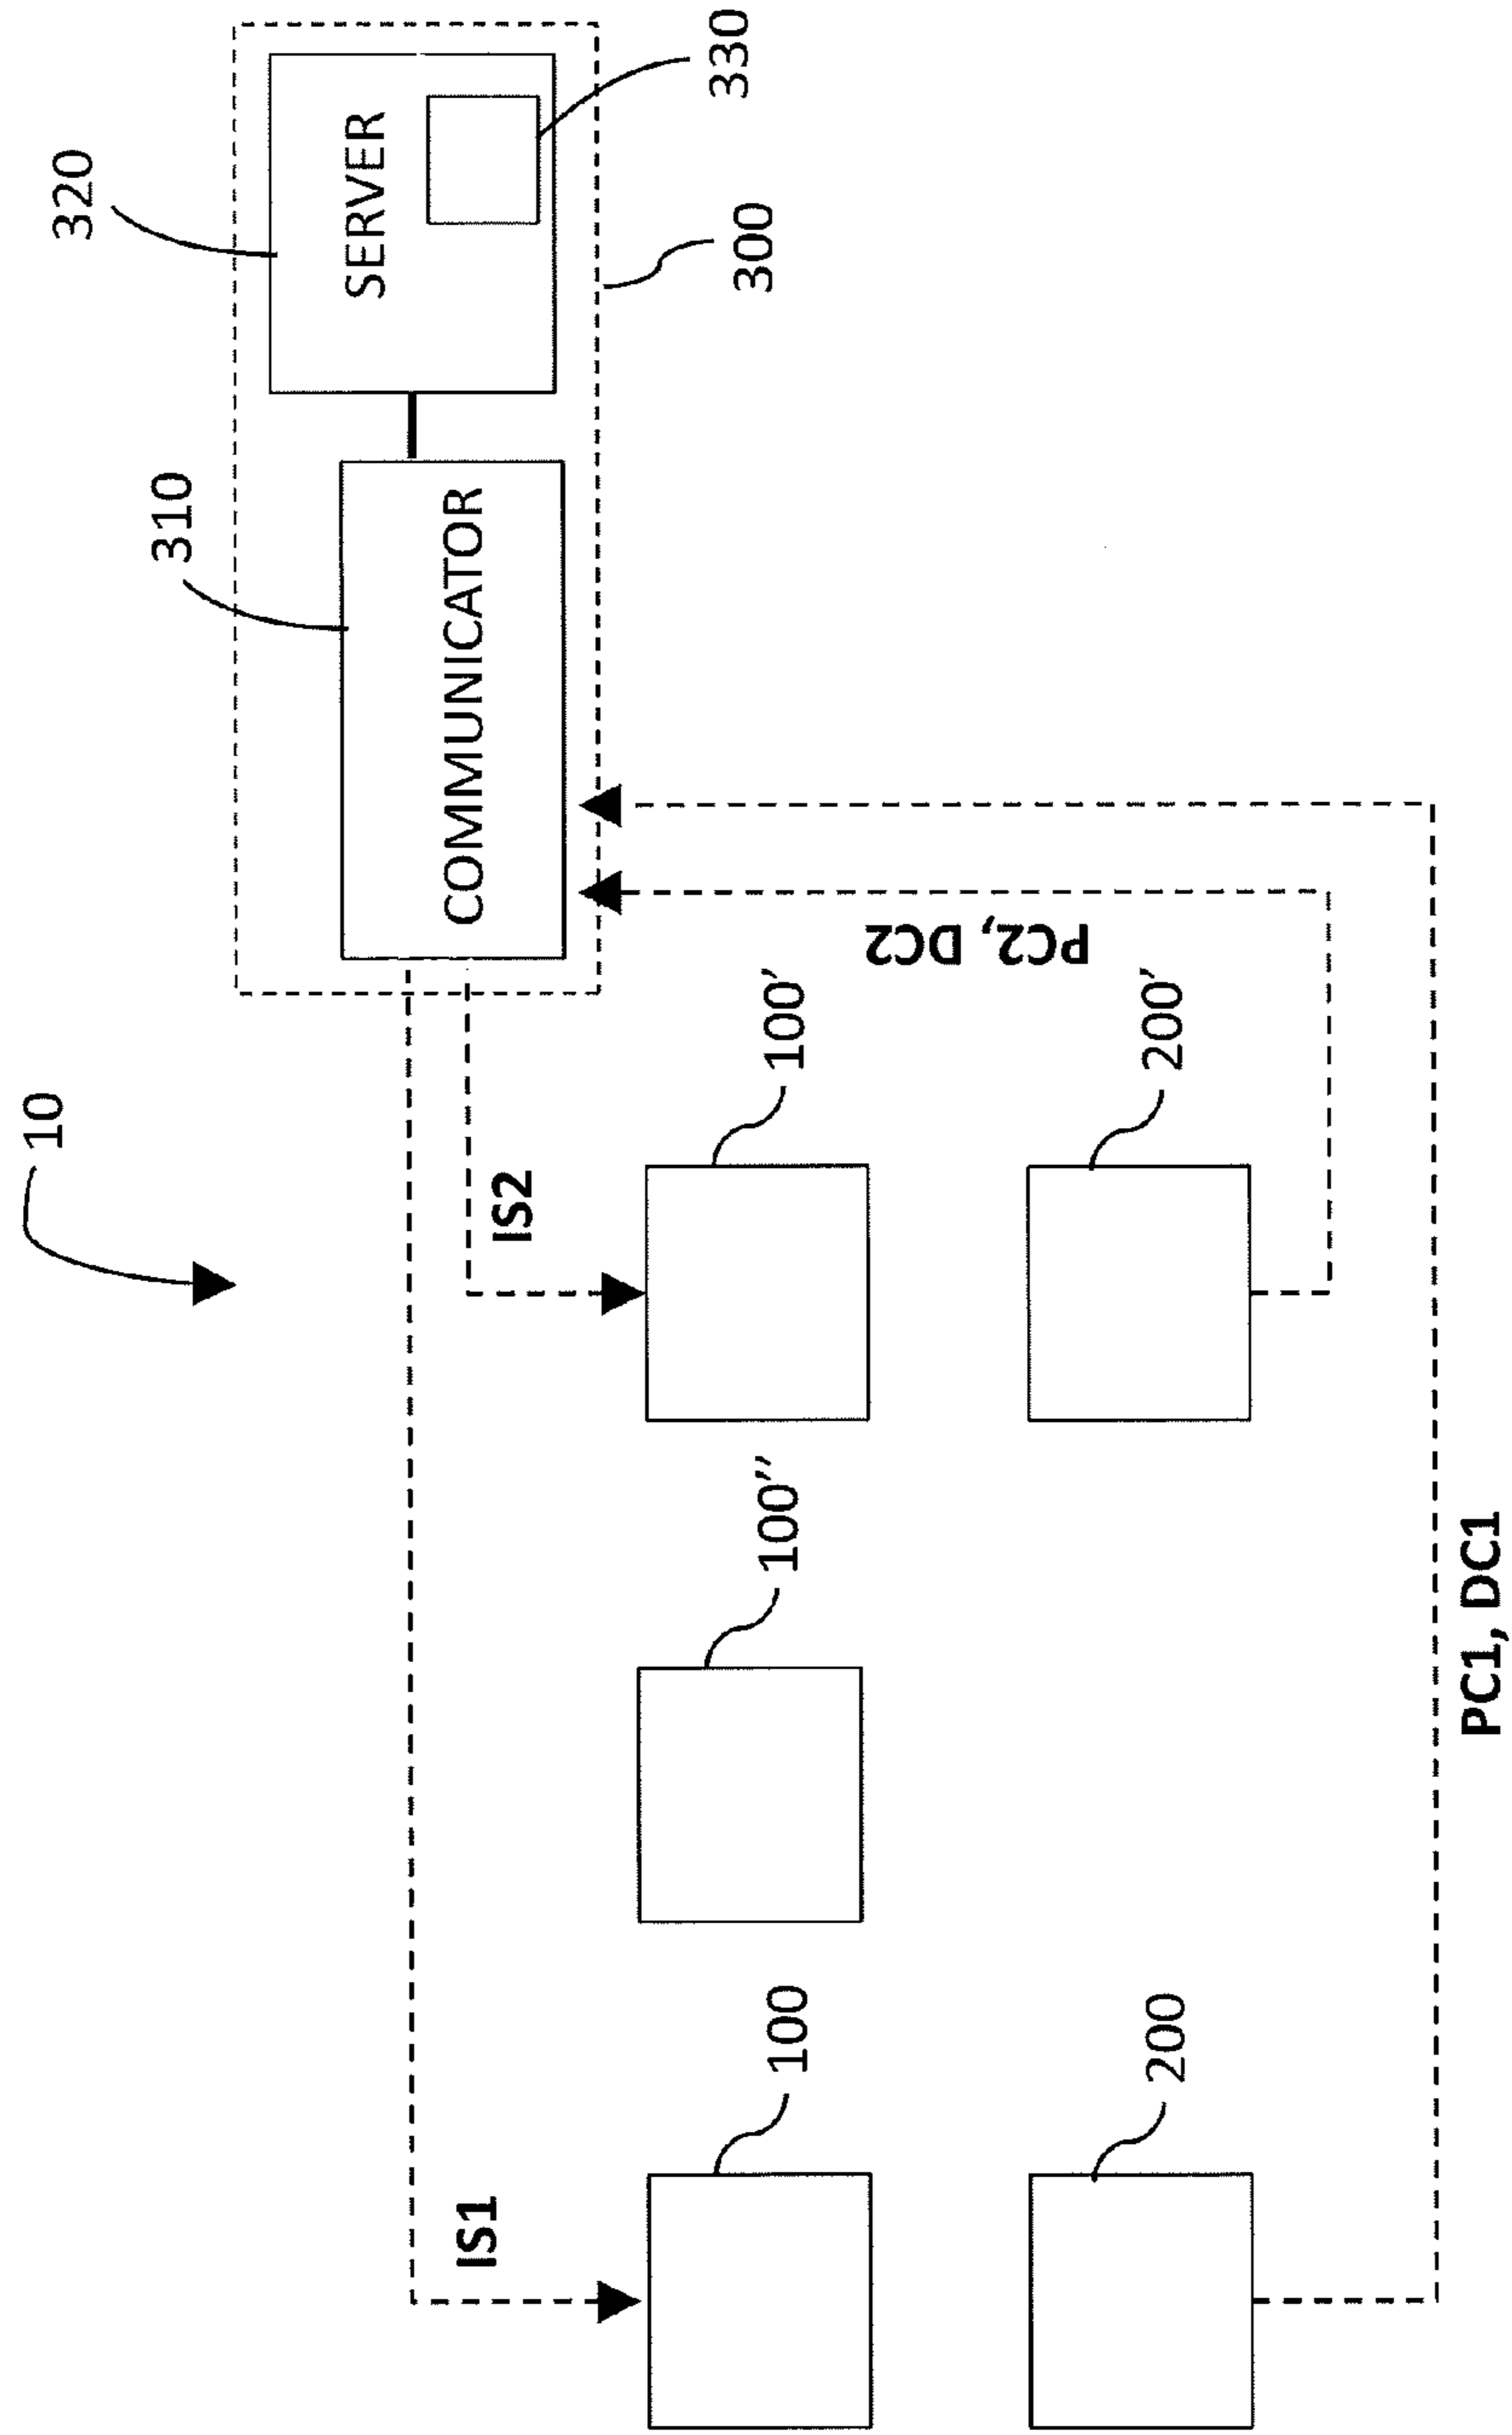 10
320
310
SERVER
330
COMMUNICATOR
300
IS1
IS2
PC2, DC2
100
100''
100'
200
200'
PC1, DC1